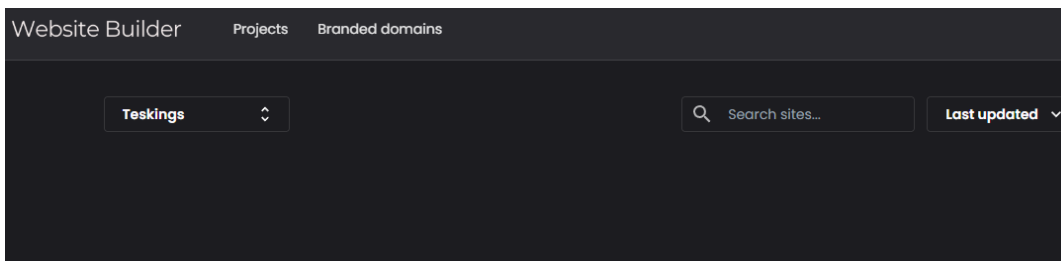 Website Builder Projects Branded domains
Teskings Search sites... Last updated